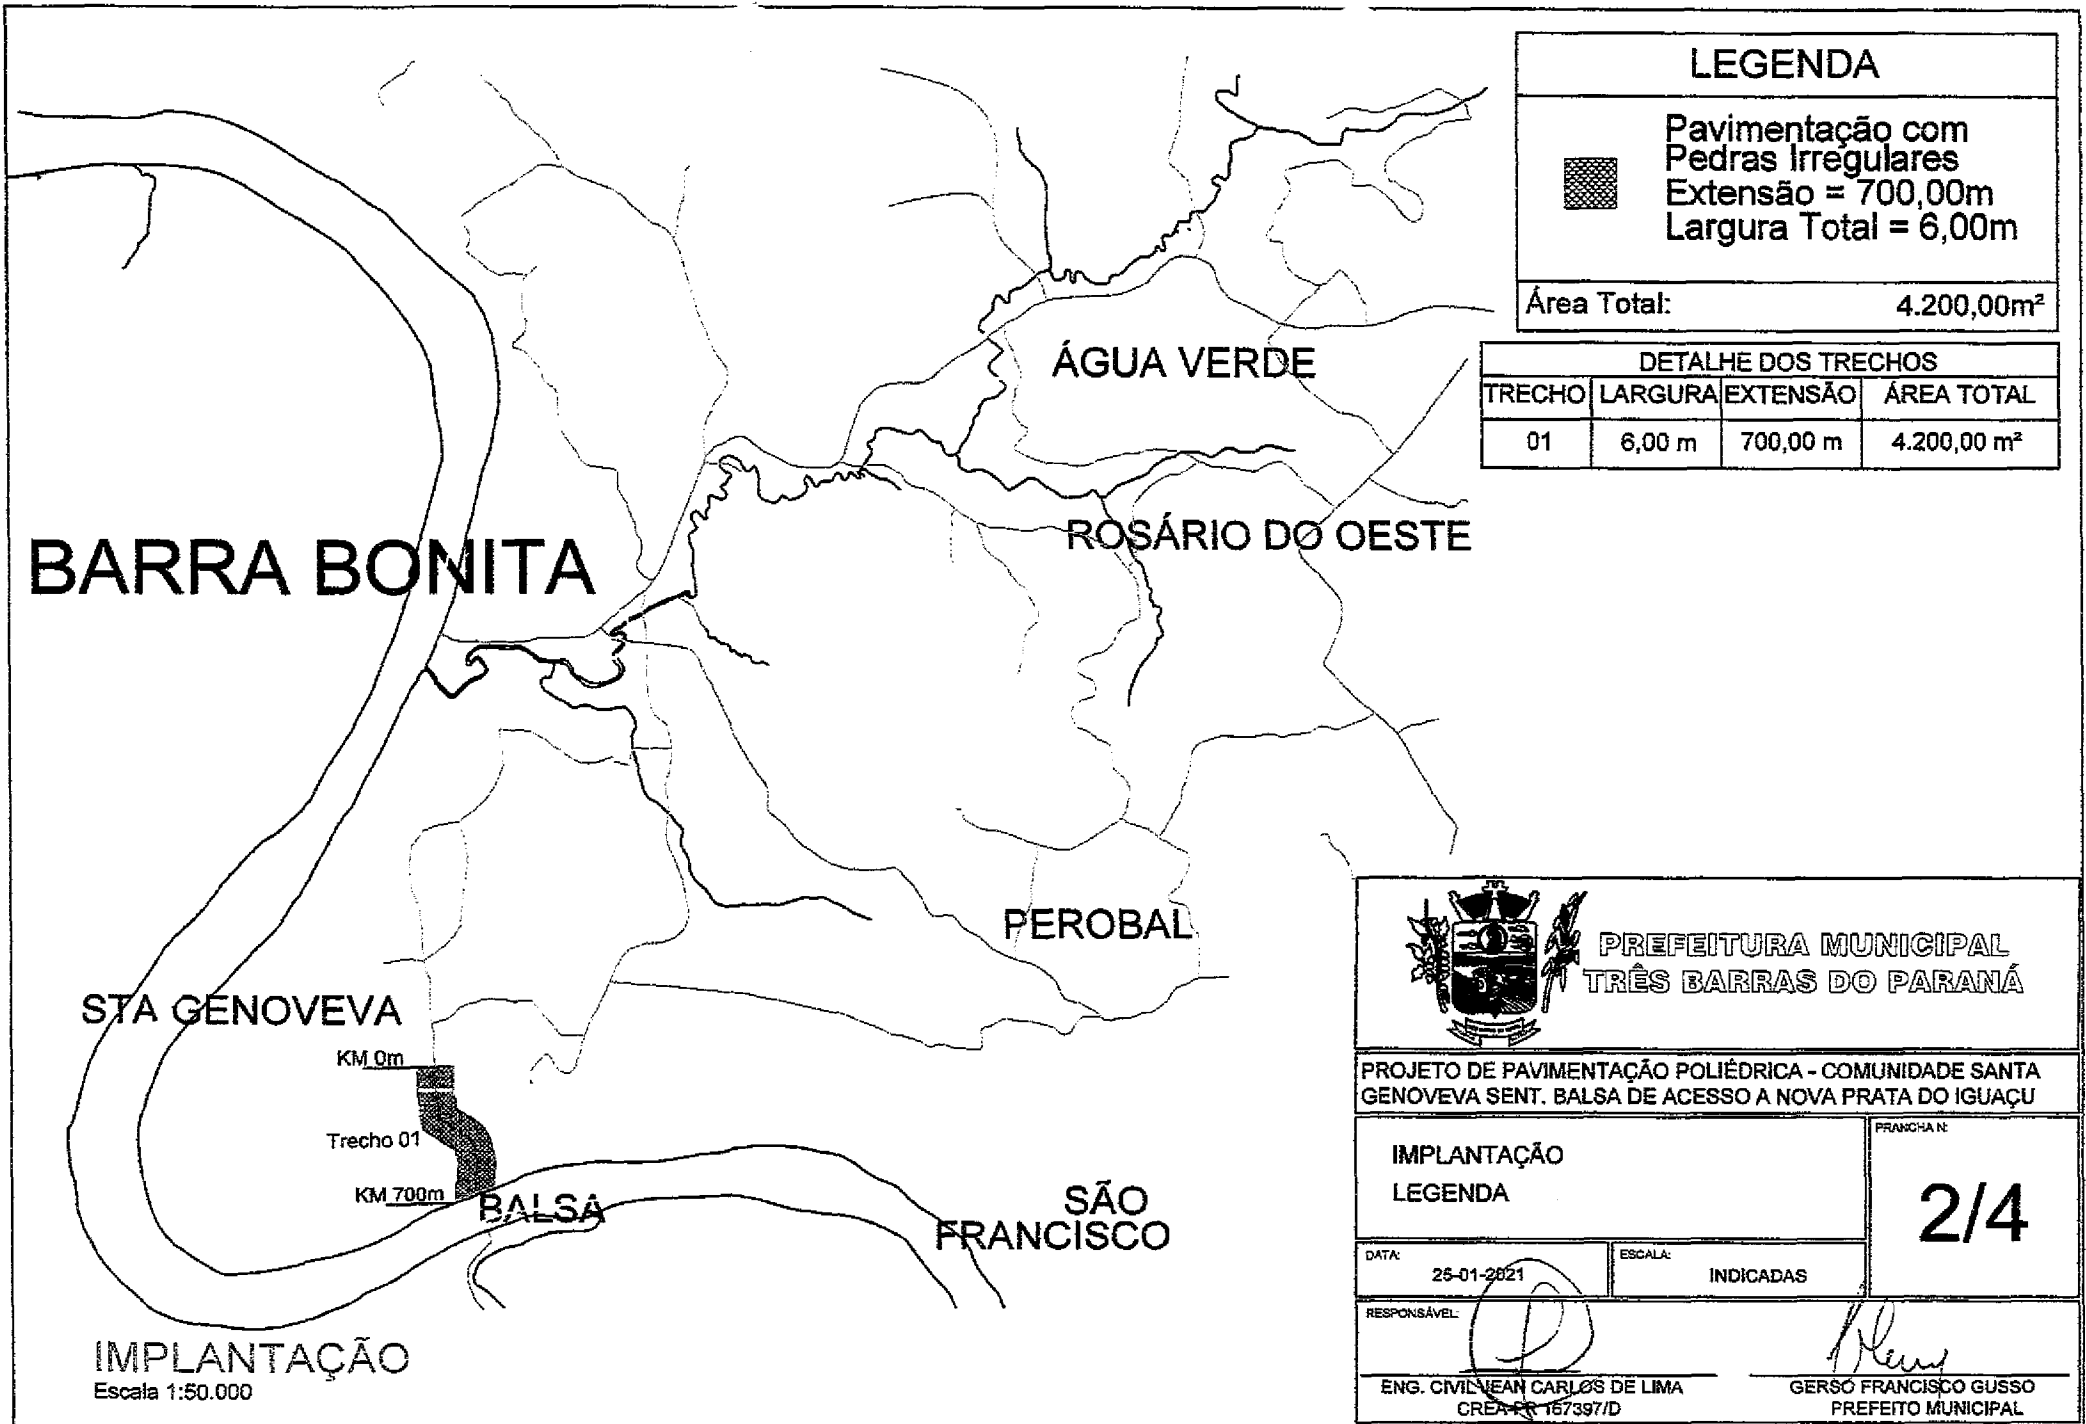 LEGENDA
Pavimentação com
Pedras Irregulares
Extensão = 700,00m
Largura Total = 6,00m
Área Total: 4.200,00m²
DETALHE DOS TRECHOS
TRECHO LARGURA EXTENSÃO ÁREA TOTAL
01 6,00 m 700,00 m 4.200,00 m²
ÁGUA VERDE
ROSÁRIO DO OESTE
BARRA BONITA
PEROBAL
STA GENOVEVA
KM 0m
Trecho 01
KM 700m
BALSA
SÃO
FRANCISCO
IMPLANTAÇÃO
Escala 1:50.000
PREFEITURA MUNICIPAL
TRÊS BARRAS DO PARANÁ
PROJETO DE PAVIMENTAÇÃO POLIÉDRICA - COMUNIDADE SANTA
GENOVEVA SENT. BALSA DE ACESSO A NOVA PRATA DO IGUAÇU
IMPLANTAÇÃO
LEGENDA
PRANCHA N:
2/4
DATA:
25-01-2021
ESCALA:
INDICADAS
RESPONSÁVEL:
ENG. CIVIL JEAN CARLOS DE LIMA
CREA-PR 167397/D
GERSO FRANCISCO GUSSO
PREFEITO MUNICIPAL